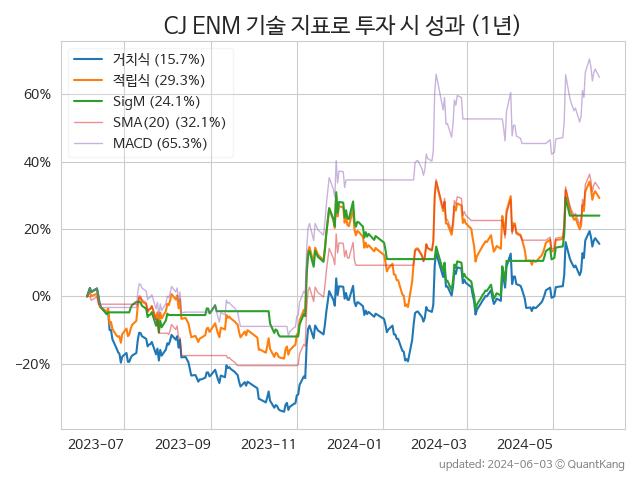 CJ ENM 기술 지표로 투자 시 성과 (1년)
거치식 (15.7%)
적립식 (29.3%)
SigM (24.1%)
SMA(20) (32.1%)
MACD (65.3%)
60%
40%
20%
0%
−20%
2023-07 2023-09 2023-11 2024-01 2024-03 2024-05
updated: 2024-06-03 © QuantKang